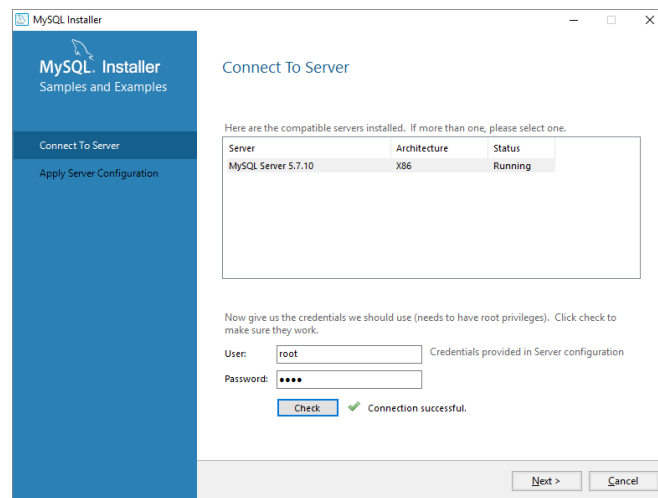 MySQL Installer
MySQL. Installer
Samples and Examples
Connect To Server
Apply Server Configuration
Connect To Server
Here are the compatible servers installed. If more than one, please select one.
Server Architecture Status
MySQL Server 5.7.10 X86 Running
Now give us the credentials we should use (needs to have root privileges). Click check to
make sure they work.
User: root Credentials provided in Server configuration
Password: ●●●●
Check Connection successful.
Next > Cancel